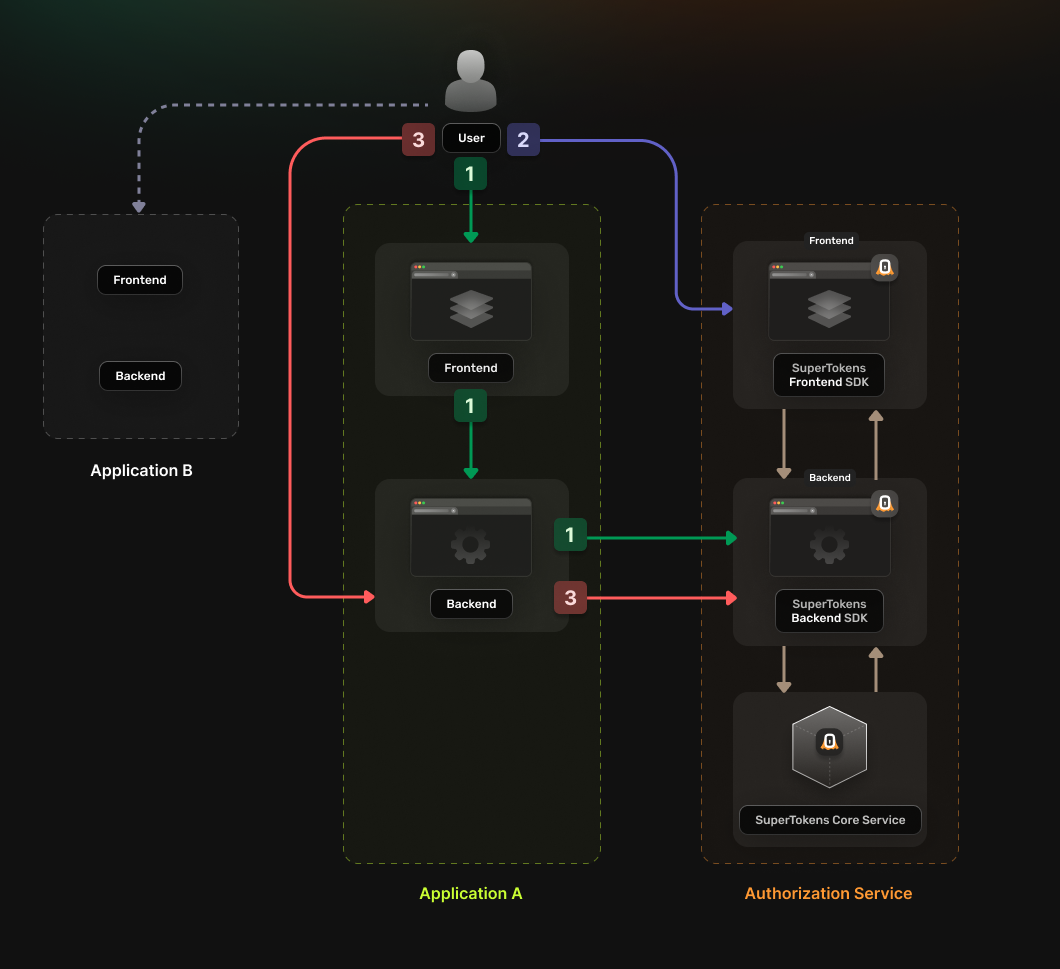 3
User
2
1
Frontend
Backend
Application B
Frontend
1
1
Backend
3
Application A
Frontend
SuperTokens
Frontend SDK
Backend
SuperTokens
Backend SDK
SuperTokens Core Service
Authorization Service